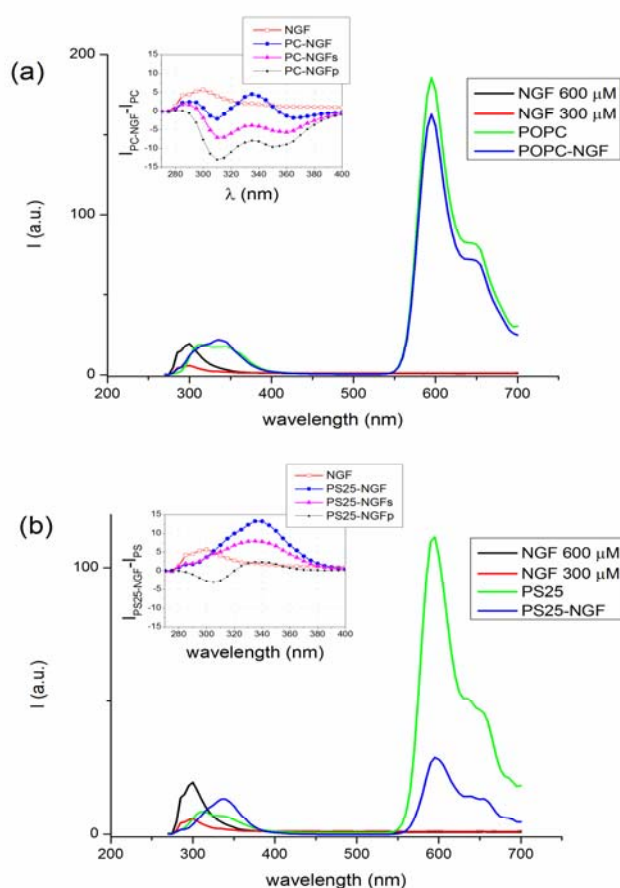 (a)
NGF
PC-NGF
PC-NGFs
PC-NGFp
I_PC-NGF-I_PC
15
10
5
0
-5
-10
-15
280 300 320 340 360 380 400
λ (nm)
NGF 600 μM
NGF 300 μM
POPC
POPC-NGF
I (a.u.)
200
100
0
200 300 400 500 600 700
wavelength (nm)
(b)
NGF
PS25-NGF
PS25-NGFs
PS25-NGFp
I_PS25-NGF-I_PS
15
10
5
0
-5
-10
-15
280 300 320 340 360 380 400
wavelength (nm)
NGF 600 μM
NGF 300 μM
PS25
PS25-NGF
I (a.u.)
100
0
200 300 400 500 600 700
wavelength (nm)